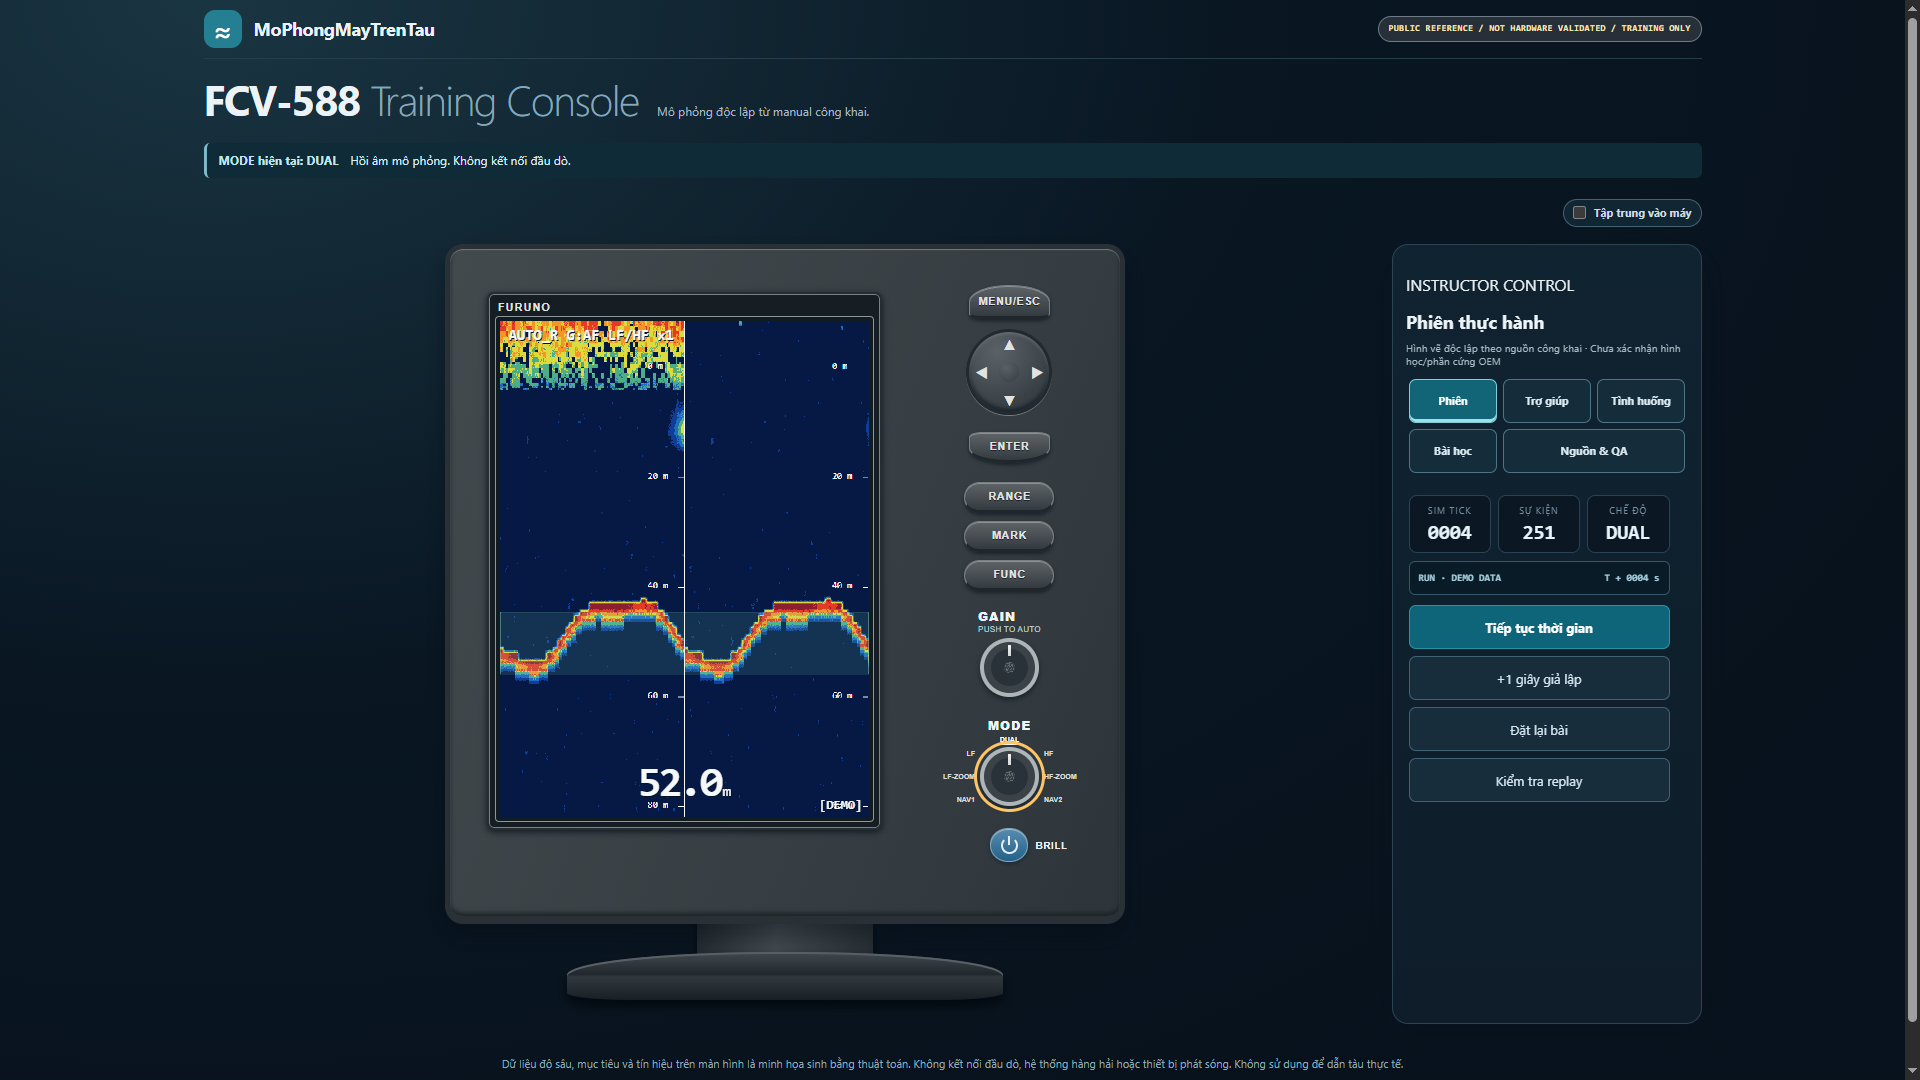 ≈ MoPhongMayTrenTau
PUBLIC REFERENCE / NOT HARDWARE VALIDATED / TRAINING ONLY
FCV-588 Training Console Mô phỏng độc lập từ manual công khai.
MODE hiện tại: DUAL Hồi âm mô phỏng. Không kết nối đầu dò.
Tập trung vào máy
FURUNO
AUTO_R G:AF LF/HF x1
0 m 0 m
20 m 20 m
40 m 40 m
60 m 60 m
52.0m
80 m [DEMO]
MENU/ESC
▲
◀ ▶
▼
ENTER
RANGE
MARK
FUNC
GAIN
PUSH TO AUTO
MODE
DUAL
LF HF
LF-ZOOM HF-ZOOM
NAV1 NAV2
BRILL
INSTRUCTOR CONTROL
Phiên thực hành
Hình vẽ độc lập theo nguồn công khai · Chưa xác nhận hình
học/phần cứng OEM
Phiên Trợ giúp Tình huống
Bài học Nguồn & QA
SIM TICK SỰ KIỆN CHẾ ĐỘ
0004 251 DUAL
RUN · DEMO DATA T + 0004 s
Tiếp tục thời gian
+1 giây giả lập
Đặt lại bài
Kiểm tra replay
Dữ liệu độ sâu, mục tiêu và tín hiệu trên màn hình là minh họa sinh bằng thuật toán. Không kết nối đầu dò, hệ thống hàng hải hoặc thiết bị phát sóng. Không sử dụng để dẫn tàu thực tế.